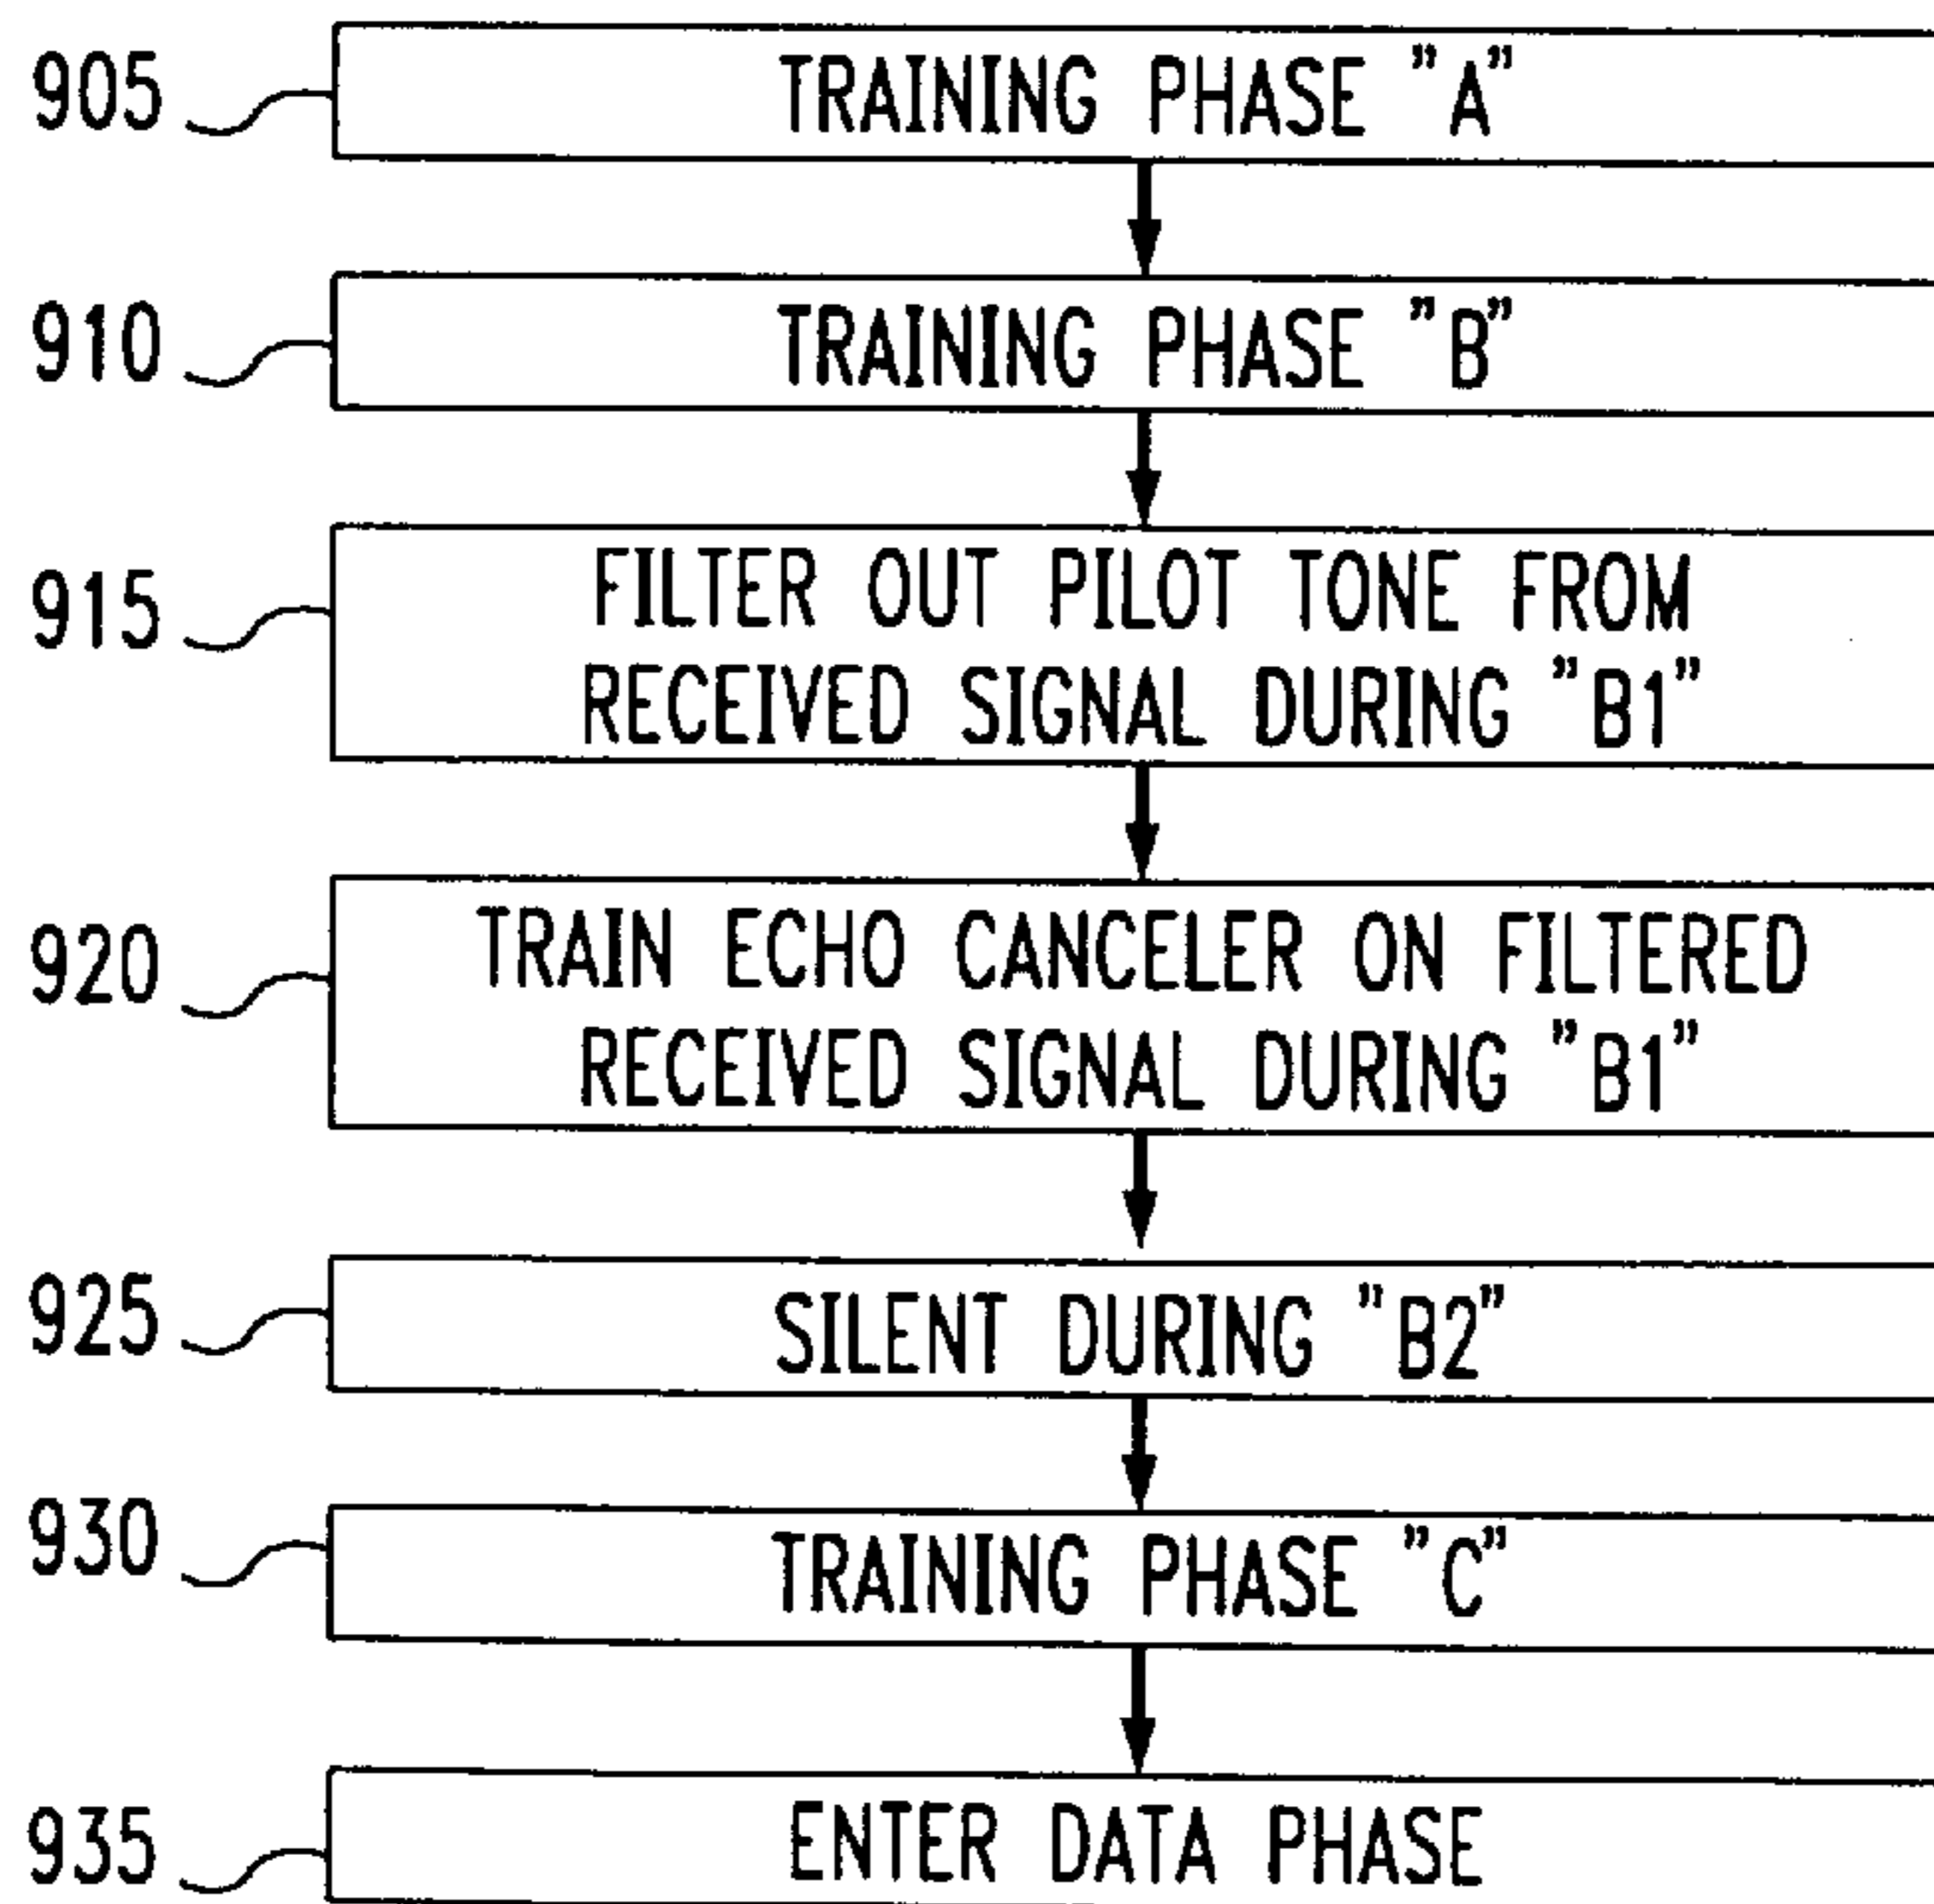 905 TRAINING PHASE "A"
910 TRAINING PHASE "B"
915 FILTER OUT PILOT TONE FROM
RECEIVED SIGNAL DURING "B1"
920 TRAIN ECHO CANCELER ON FILTERED
RECEIVED SIGNAL DURING "B1"
925 SILENT DURING "B2"
930 TRAINING PHASE "C"
935 ENTER DATA PHASE